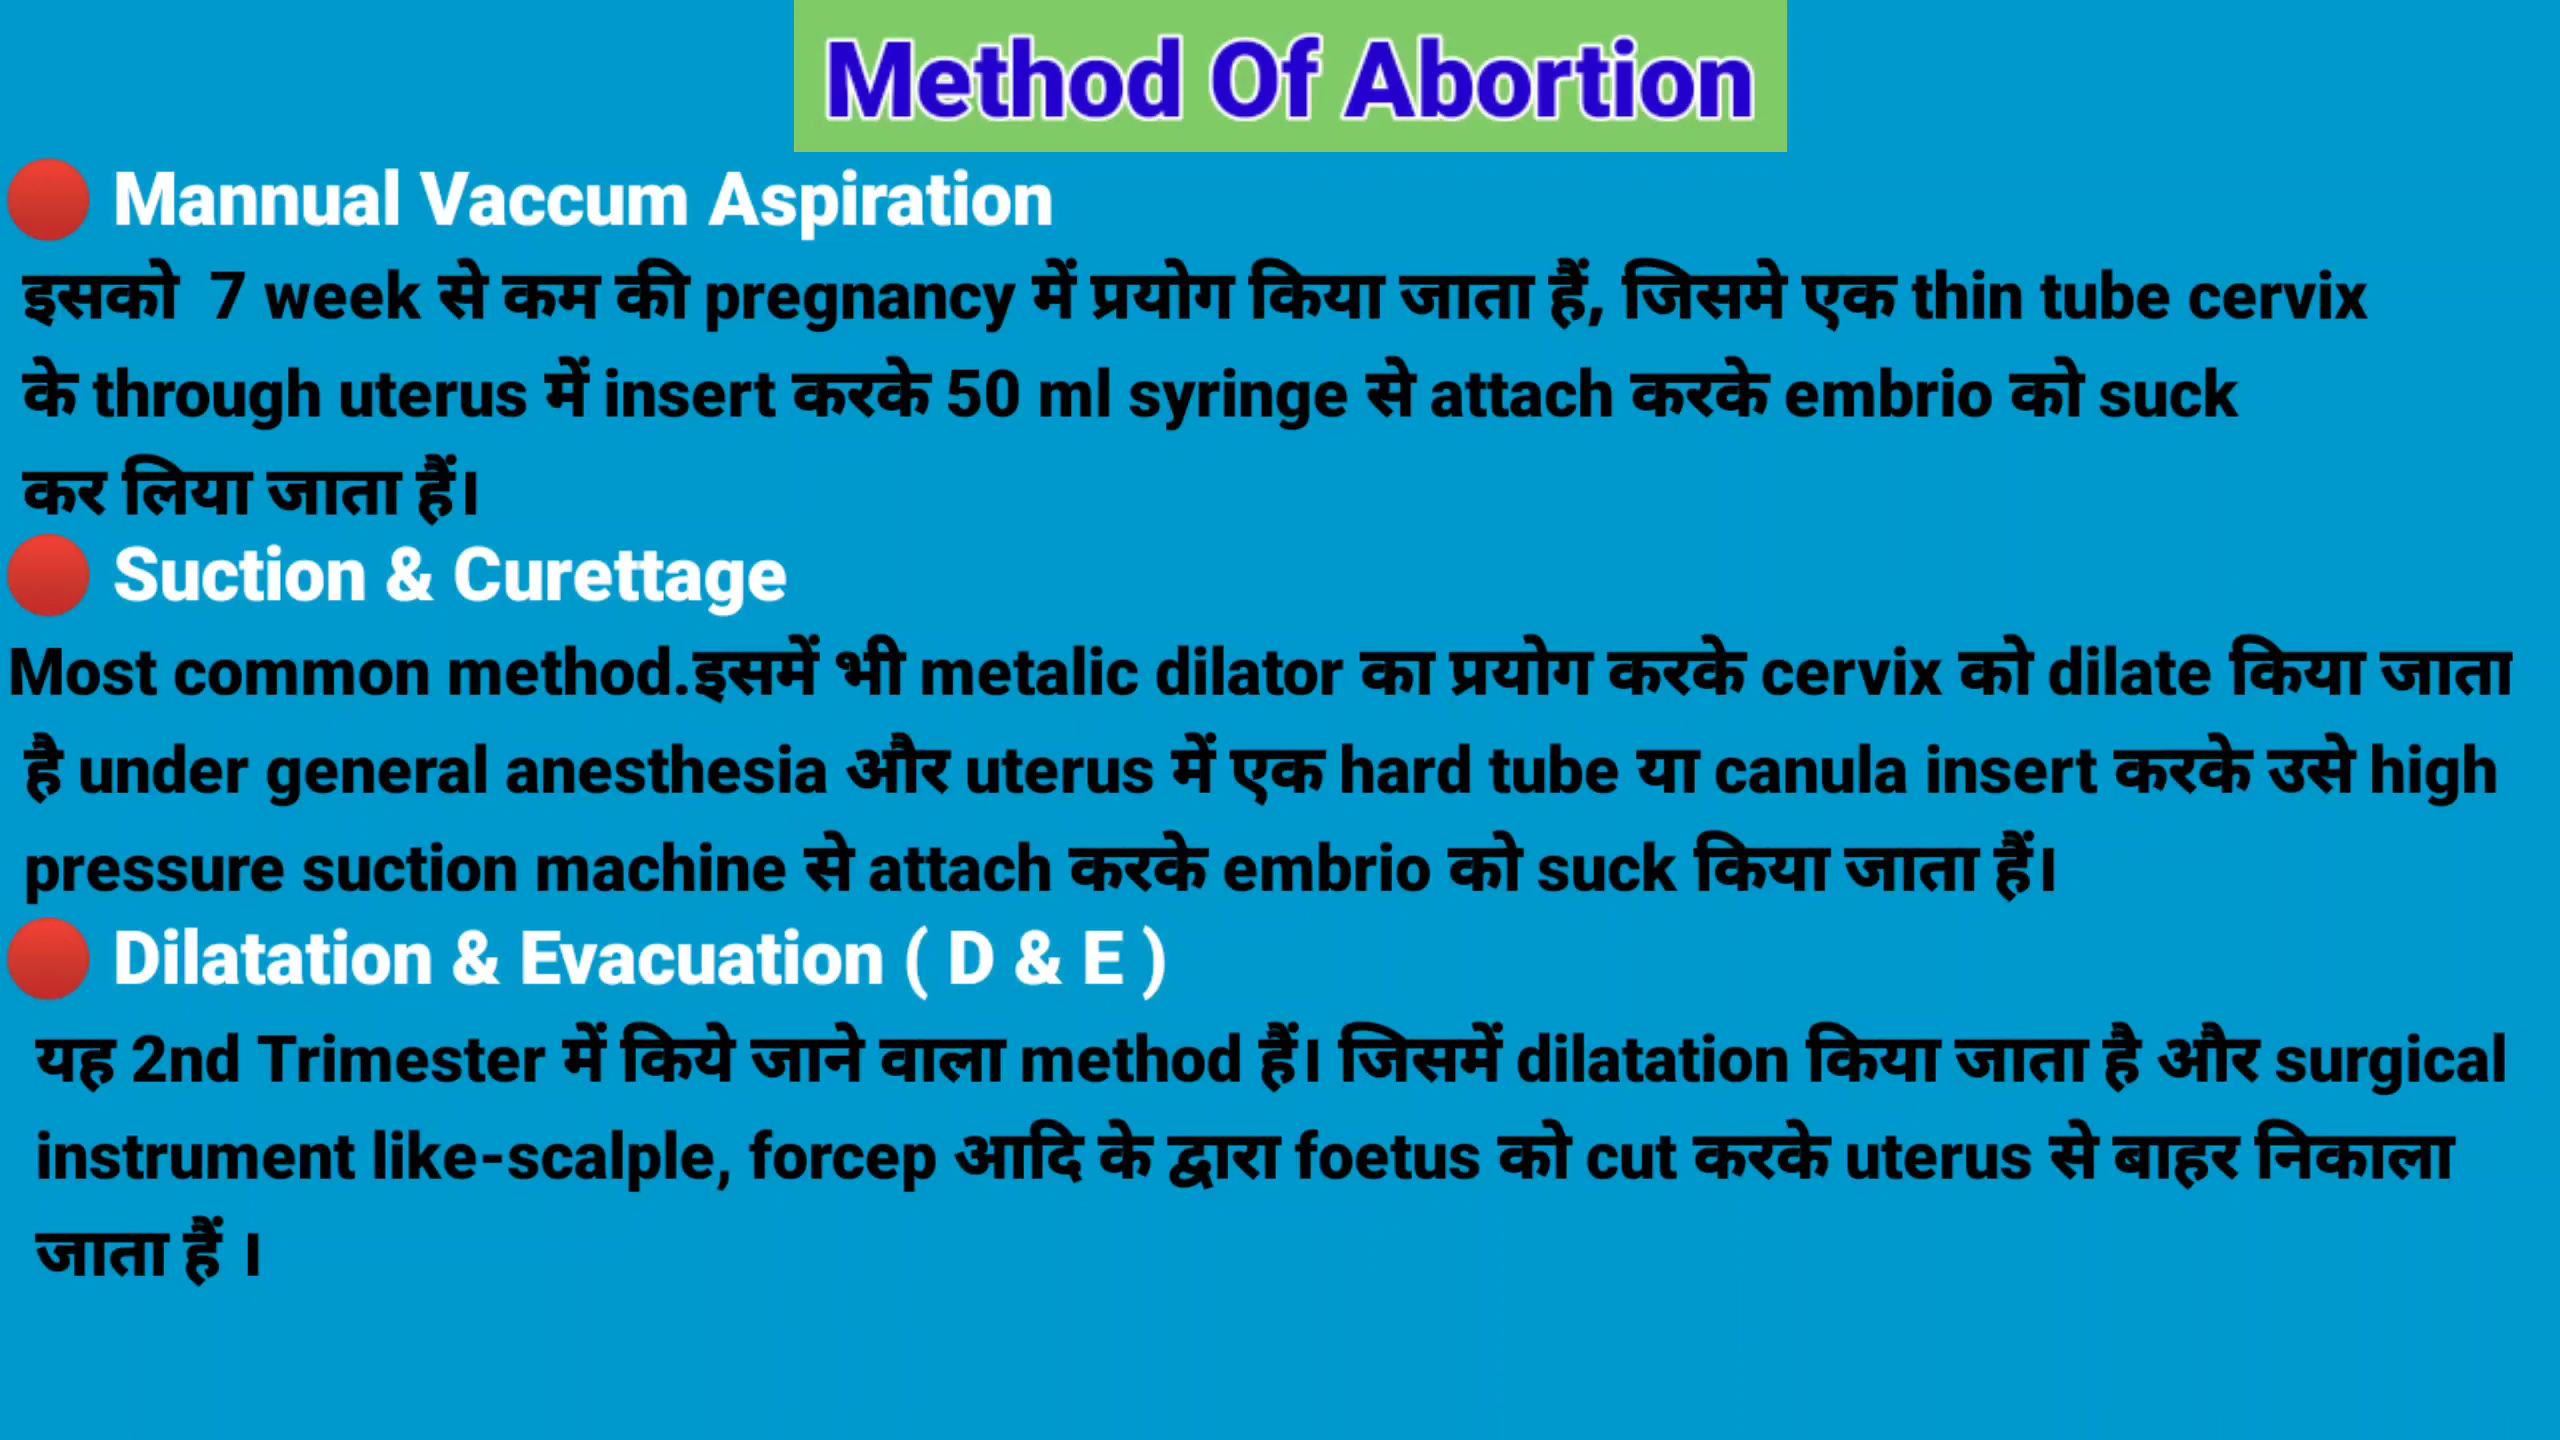 Method Of Abortion
Mannual Vaccum Aspiration
इसको 7 week से कम की pregnancy में प्रयोग किया जाता हैं, जिसमे एक thin tube cervix
के through uterus में insert करके 50 ml syringe से attach करके embrio को suck
कर लिया जाता हैं।
Suction & Curettage
Most common method.इसमें भी metalic dilator का प्रयोग करके cervix को dilate किया जाता
है under general anesthesia और uterus में एक hard tube या canula insert करके उसे high
pressure suction machine से attach करके embrio को suck किया जाता हैं।
Dilatation & Evacuation ( D & E )
यह 2nd Trimester में किये जाने वाला method हैं। जिसमें dilatation किया जाता है और surgical
instrument like-scalple, forcep आदि के द्वारा foetus को cut करके uterus से बाहर निकाला
जाता हैं ।